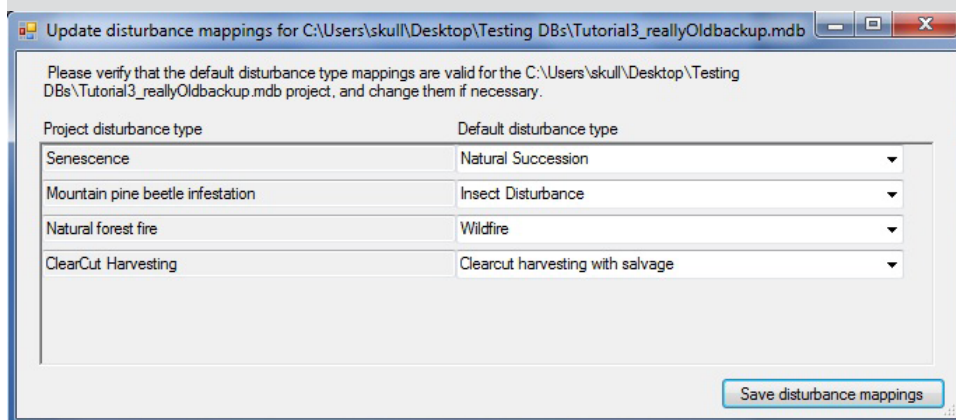 Update disturbance mappings for C:\Users\skull\Desktop\Testing DBs\Tutorial3_reallyOldbackup.mdb
Please verify that the default disturbance type mappings are valid for the C:\Users\skull\Desktop\Testing
DBs\Tutorial3_reallyOldbackup.mdb project, and change them if necessary.
Project disturbance type Default disturbance type
Senescence Natural Succession
Mountain pine beetle infestation Insect Disturbance
Natural forest fire Wildfire
ClearCut Harvesting Clearcut harvesting with salvage
Save disturbance mappings